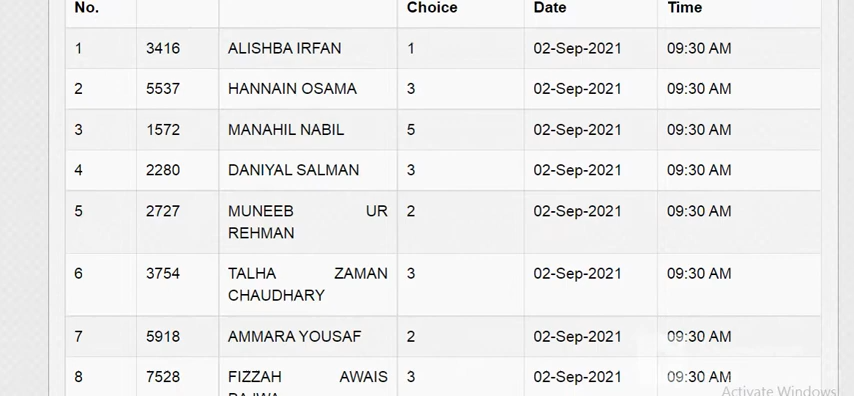 No. Choice Date Time
1 3416 ALISHBA IRFAN 1 02-Sep-2021 09:30 AM
2 5537 HANNAIN OSAMA 3 02-Sep-2021 09:30 AM
3 1572 MANAHIL NABIL 5 02-Sep-2021 09:30 AM
4 2280 DANIYAL SALMAN 3 02-Sep-2021 09:30 AM
5 2727 MUNEEB UR 2 02-Sep-2021 09:30 AM
REHMAN
6 3754 TALHA ZAMAN 3 02-Sep-2021 09:30 AM
CHAUDHARY
7 5918 AMMARA YOUSAF 2 02-Sep-2021 09:30 AM
8 7528 FIZZAH AWAIS 3 02-Sep-2021 09:30 AM
Activate Windows